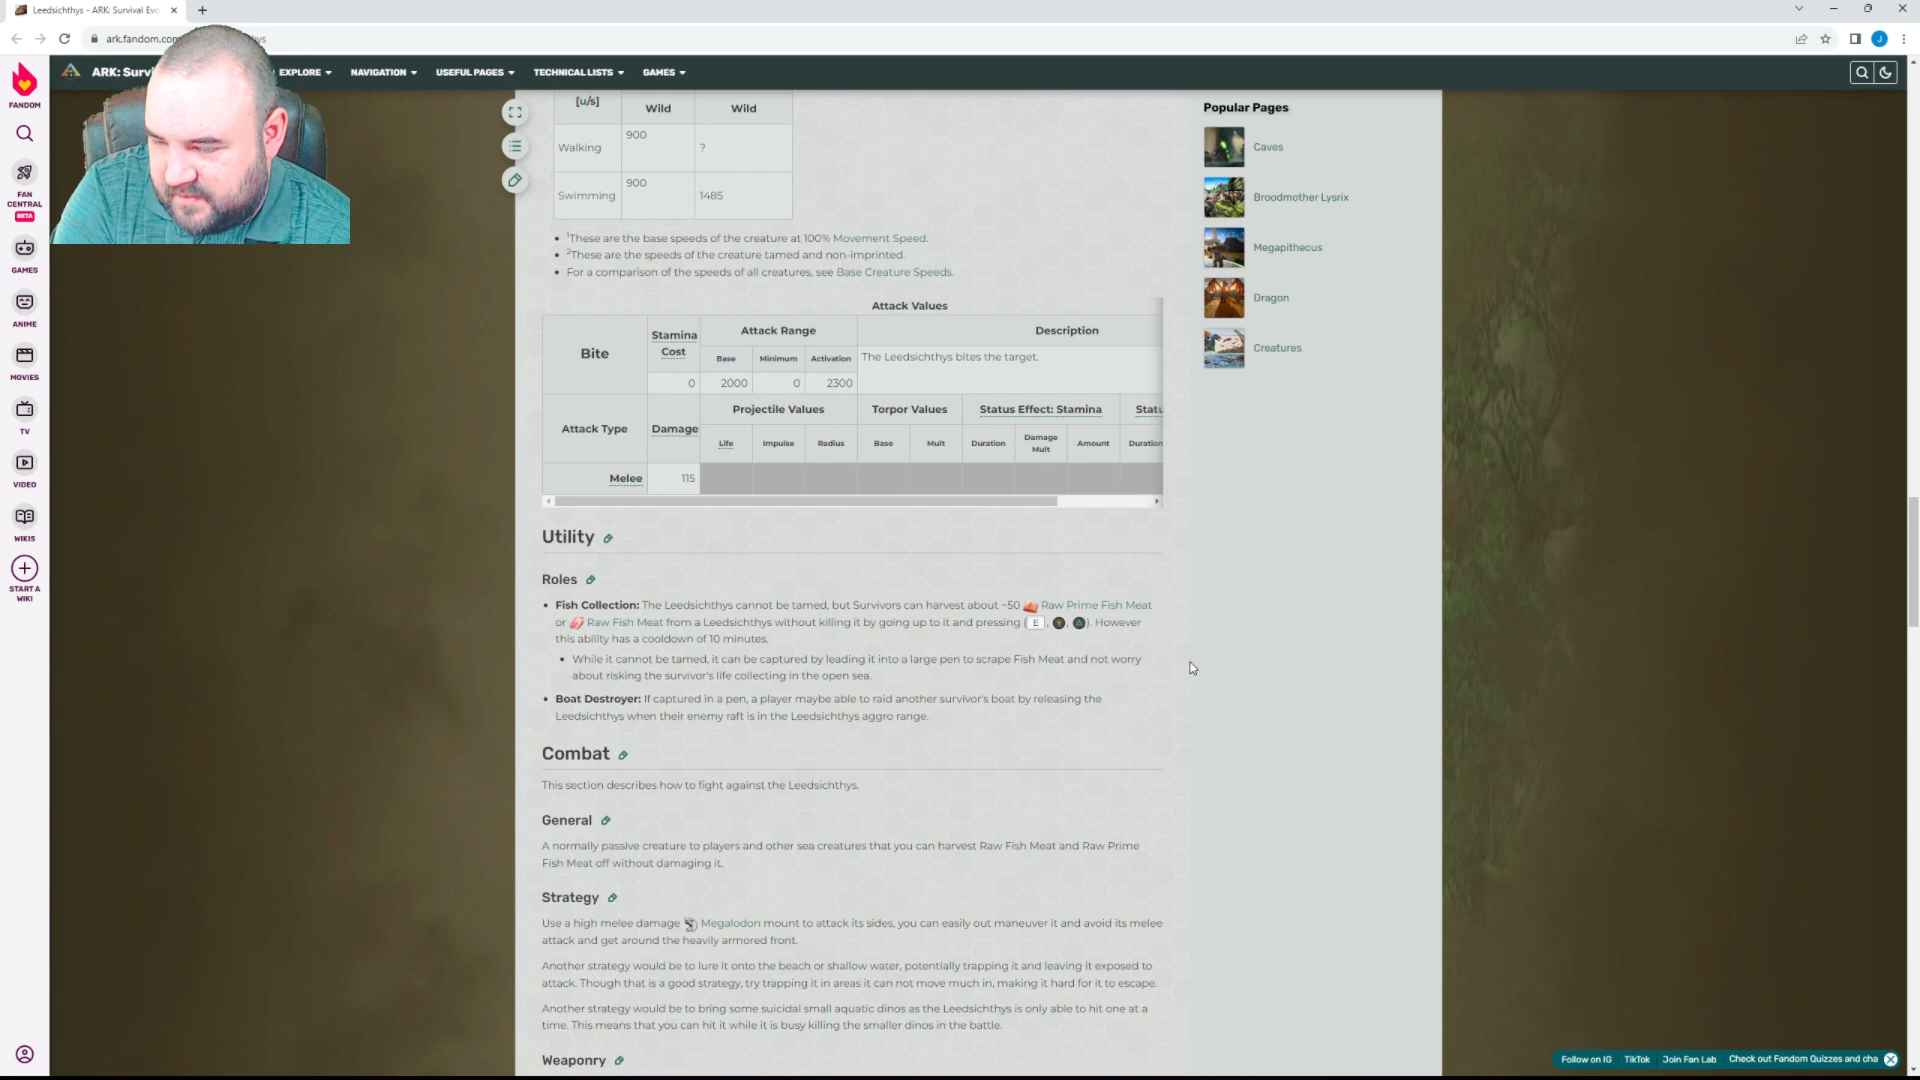 Leedsichthys - ARK: Survival Evo
ark.fandom.com
hys
J
FANDOM
FAN CENTRAL
BETA
GAMES
ANIME
MOVIES
TV
VIDEO
WIKIS
START A WIKI
ARK: Survi
EXPLORE
NAVIGATION
USEFUL PAGES
TECHNICAL LISTS
GAMES
[u/s]
Wild Wild
Walking 900 ?
Swimming 900 1485
1These are the base speeds of the creature at 100% Movement Speed.
2These are the speeds of the creature tamed and non-imprinted.
For a comparison of the speeds of all creatures, see Base Creature Speeds.
Attack Values
Bite
Stamina Cost
Attack Range
Description
Base Minimum Activation
The Leedsichthys bites the target.
0 2000 0 2300
Attack Type
Damage
Projectile Values
Torpor Values
Status Effect: Stamina
Statu
Life Impulse Radius Base Mult Duration Damage Mult Amount Duration
Melee 115
Utility
Roles
Fish Collection: The Leedsichthys cannot be tamed, but Survivors can harvest about ~50 Raw Prime Fish Meat
or Raw Fish Meat from a Leedsichthys without killing it by going up to it and pressing ( E , Y, △). However
this ability has a cooldown of 10 minutes.
While it cannot be tamed, it can be captured by leading it into a large pen to scrape Fish Meat and not worry
about risking the survivor's life collecting in the open sea.
Boat Destroyer: If captured in a pen, a player maybe able to raid another survivor's boat by releasing the
Leedsichthys when their enemy raft is in the Leedsichthys aggro range.
Combat
This section describes how to fight against the Leedsichthys.
General
A normally passive creature to players and other sea creatures that you can harvest Raw Fish Meat and Raw Prime
Fish Meat off without damaging it.
Strategy
Use a high melee damage Megalodon mount to attack its sides, you can easily out maneuver it and avoid its melee
attack and get around the heavily armored front.
Another strategy would be to lure it onto the beach or shallow water, potentially trapping it and leaving it exposed to
attack. Though that is a good strategy, try trapping it in areas it can not move much in, making it hard for it to escape.
Another strategy would be to bring some suicidal small aquatic dinos as the Leedsichthys is only able to hit one at a
time. This means that you can hit it while it is busy killing the smaller dinos in the battle.
Weaponry
Popular Pages
Caves
Broodmother Lysrix
Megapithecus
Dragon
Creatures
Follow on IG
TikTok
Join Fan Lab
Check out Fandom Quizzes and cha